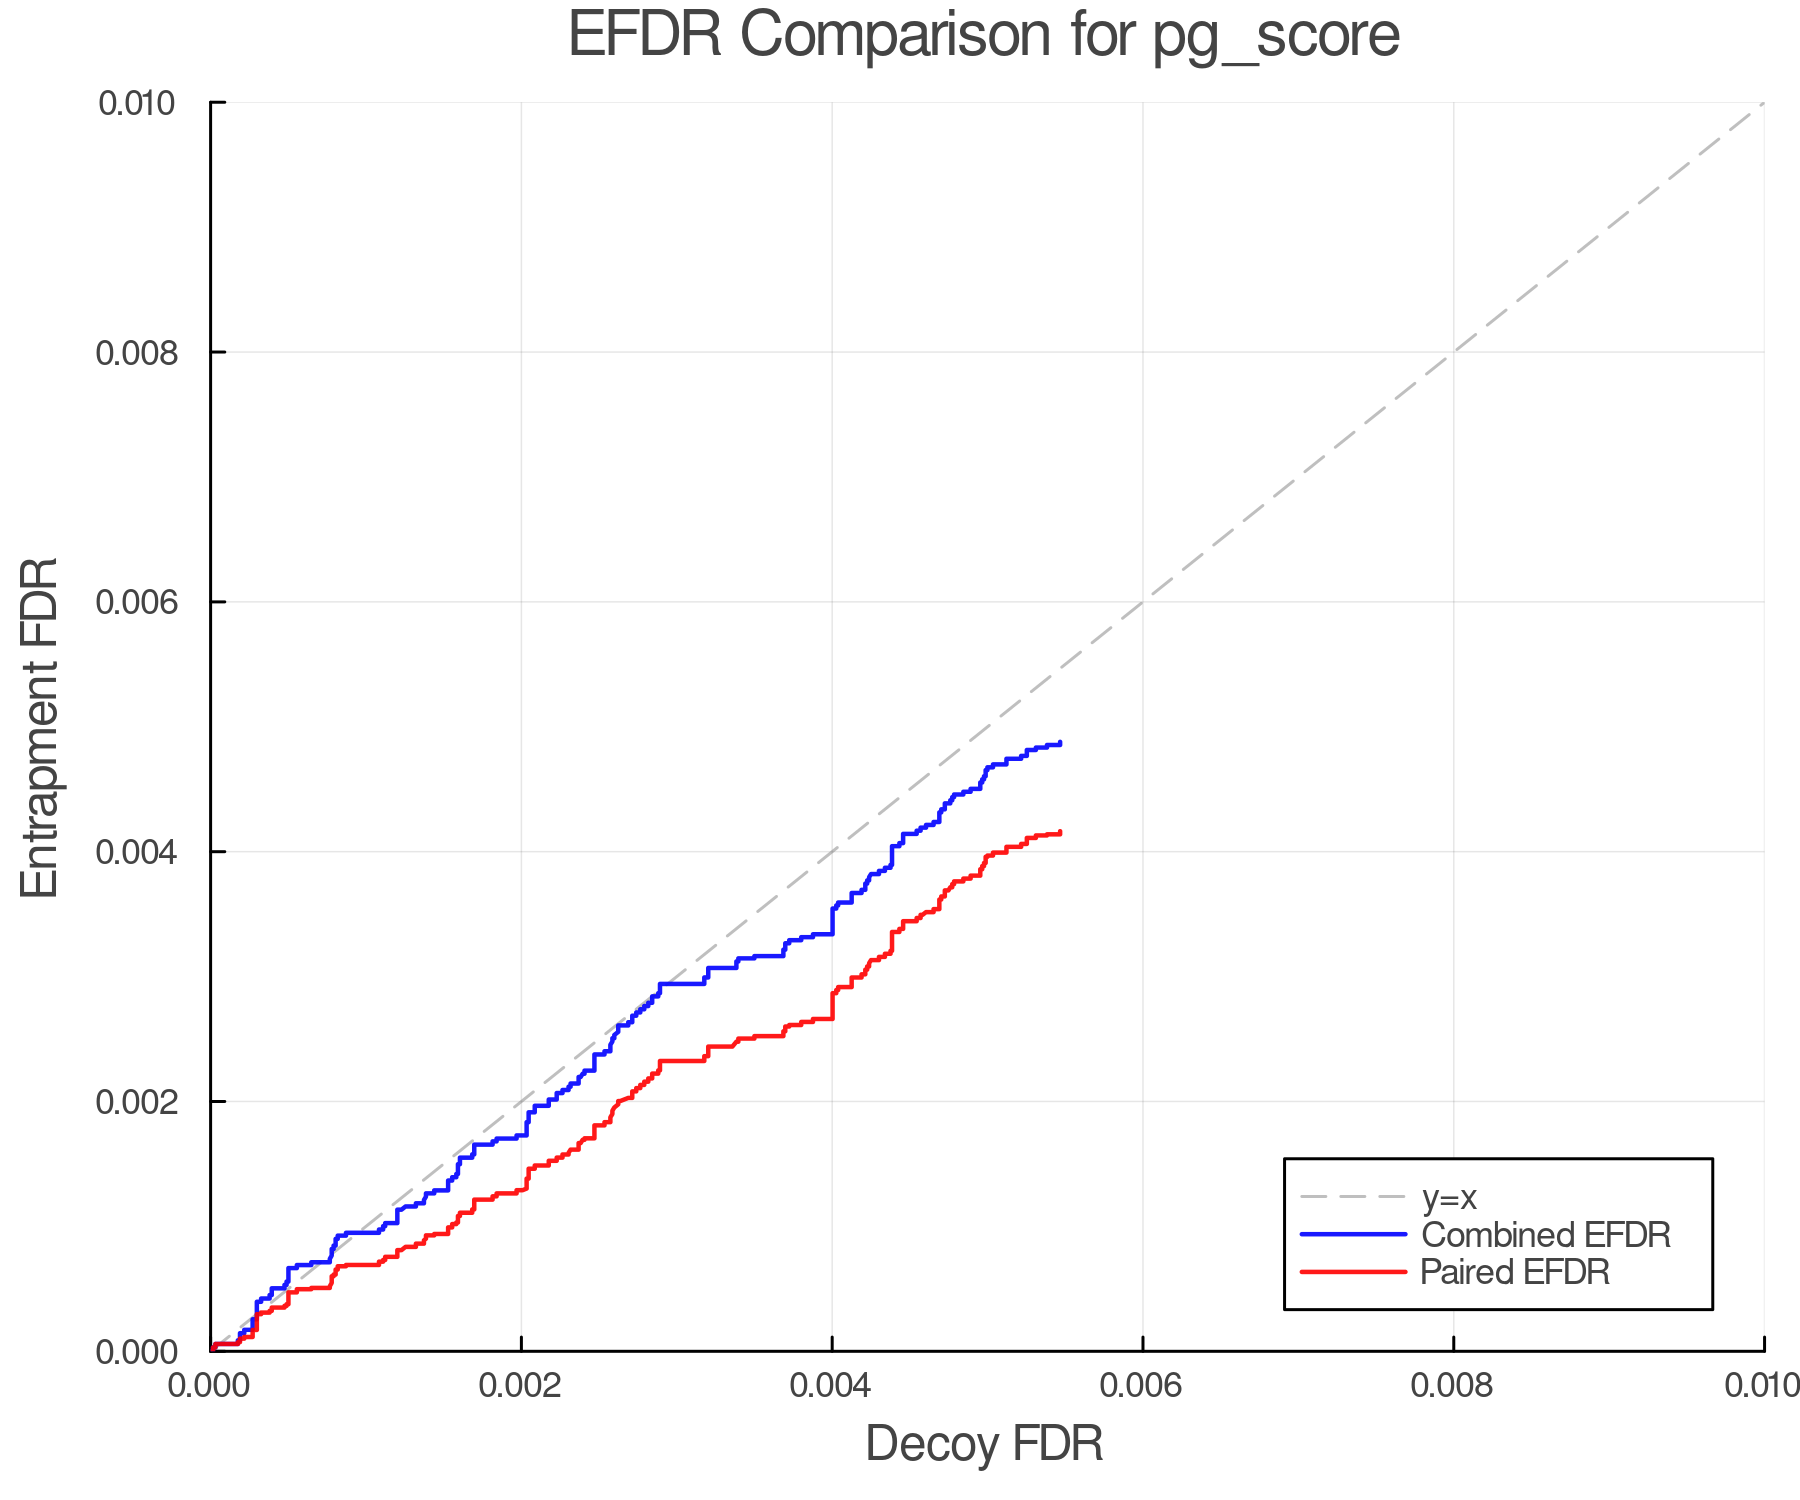 EFDR Comparison for pg_score
0.010
0.008
0.006
0.004
0.002
0.000
Entrapment FDR
y=x
Combined EFDR
Paired EFDR
0.000 0.002 0.004 0.006 0.008 0.010
Decoy FDR